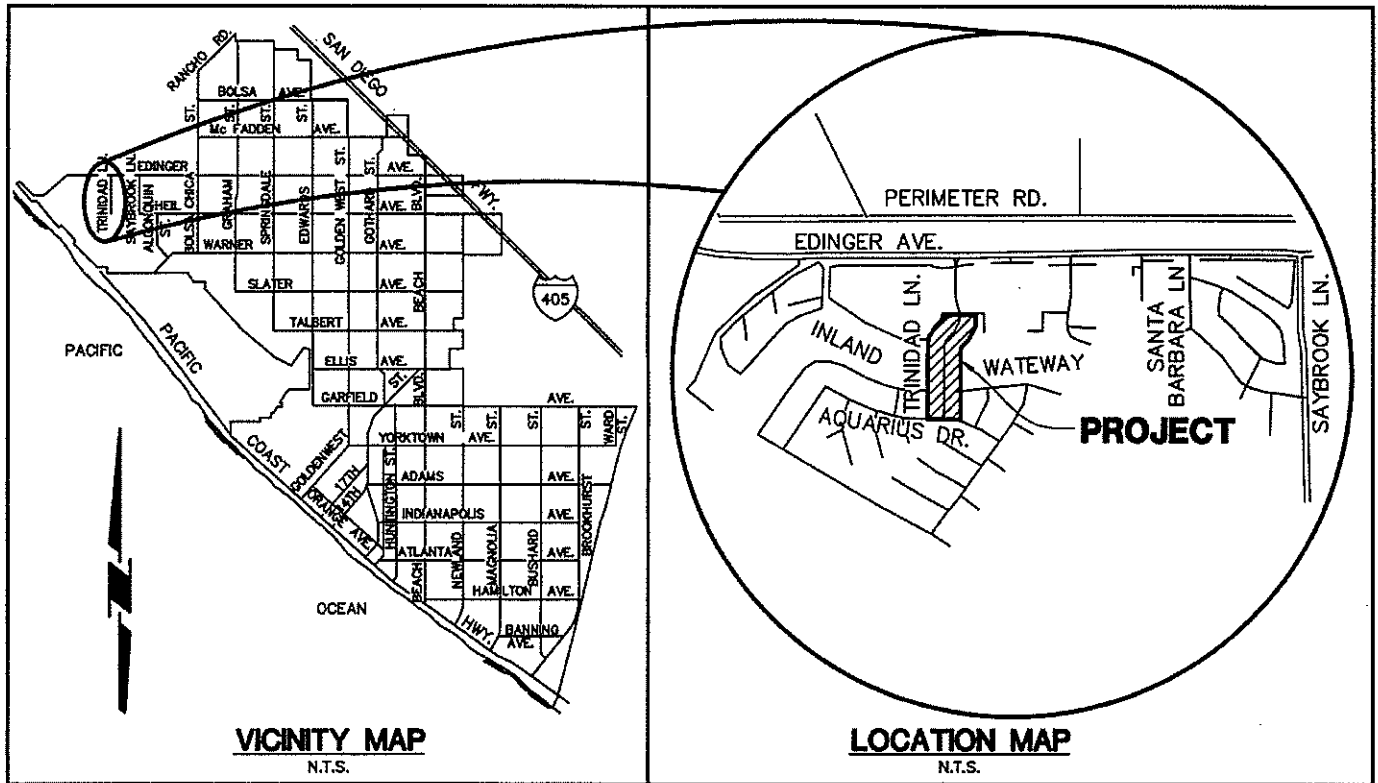 RANCHO RD.
SAN DIEGO
FWY.
405
BOLSA AVE.
ST.
ST.
ST.
ST.
Mc FADDEN AVE.
TRINIDAD LN.
SAYBROOK LN.
EDINGER AVE.
ALGONQUIN ST.
HEIL AVE.
BOLSA CHICA ST.
GRAHAM
SPRINGDALE
EDWARDS
GOLDEN WEST ST.
GOTHARD ST.
BEACH BLVD.
WARNER AVE.
SLATER AVE.
TALBERT AVE.
ELLIS AVE.
GARFIELD AVE.
ST.
BLVD.
PACIFIC
PACIFIC
COAST
HWY.
OCEAN
GOLDENWEST
17TH
14TH
ORANGE AVE.
YORKTOWN AVE.
ADAMS AVE.
INDIANAPOLIS AVE.
ATLANTA AVE.
HAMILTON AVE.
BANNING AVE.
HUNTINGTON ST.
BEACH
NEWLAND ST.
MAGNOLIA ST.
BUSHARD ST.
BROOKHURST ST.
WARD ST.
VICINITY MAP
N.T.S.
PERIMETER RD.
EDINGER AVE.
TRINIDAD LN.
INLAND
WATEWAY
SANTA
BARBARA LN
SAYBROOK LN.
AQUARIUS DR.
PROJECT
LOCATION MAP
N.T.S.